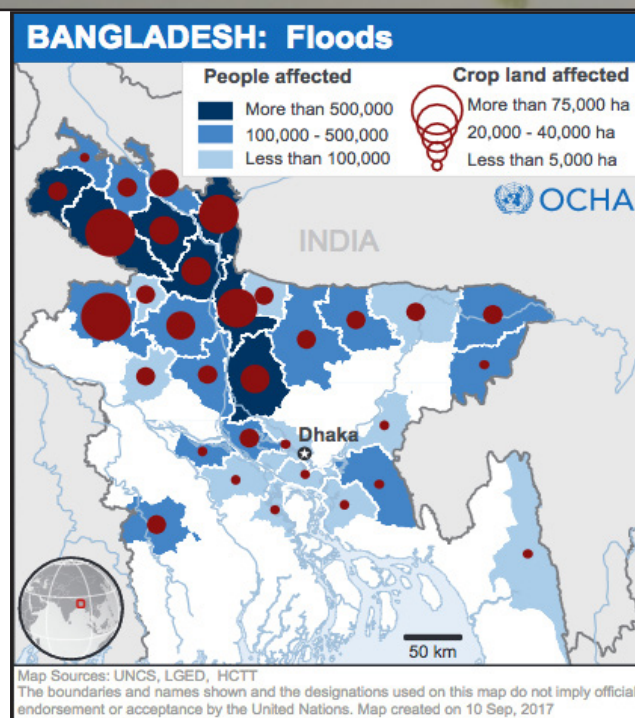 BANGLADESH: Floods
People affected
More than 500,000
100,000 - 500,000
Less than 100,000
Crop land affected
More than 75,000 ha
20,000 - 40,000 ha
Less than 5,000 ha
OCHA
INDIA
Dhaka
50 km
Map Sources: UNCS, LGED, HCTT
The boundaries and names shown and the designations used on this map do not imply official
endorsement or acceptance by the United Nations. Map created on 10 Sep, 2017